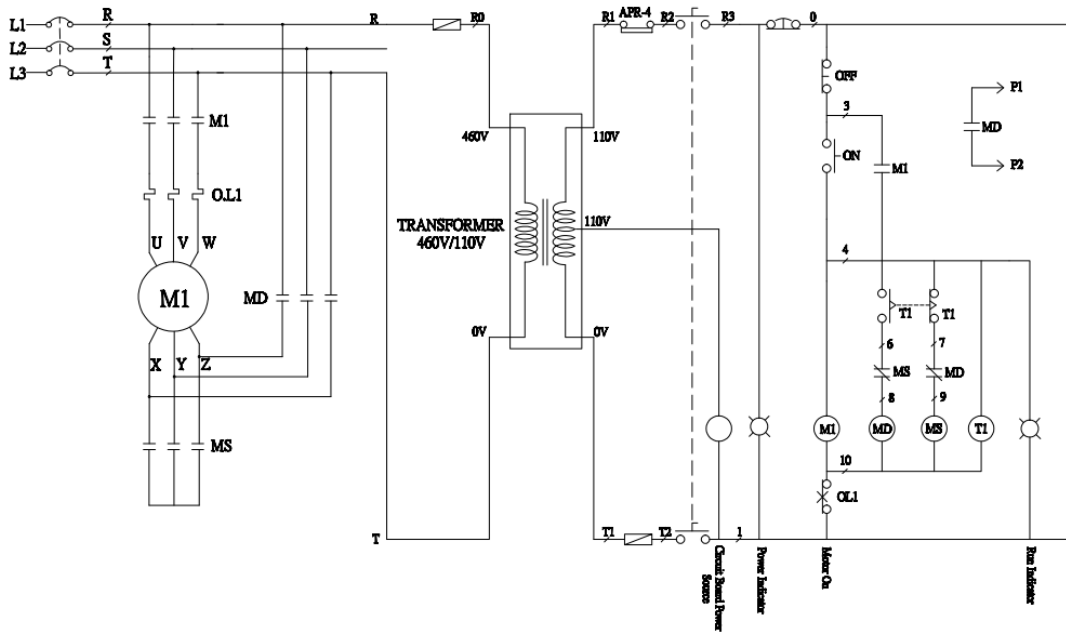 L1
R
L2
S
L3
T
R
R0
R1
APR-4
R2
R3
0
OFF
3
ON
M1
P1
MD
P2
M1
O.L1
U
V
W
M1
MD
X
Y
Z
MS
460V
110V
TRANSFORMER
460V/110V
110V
0V
0V
4
T1
T1
6
7
MS
MD
8
9
M1
MD
MS
T1
10
OL1
T
T1
T2
1
Circuit Board Power
Source
Power Indicator
Motor On
Run Indicator